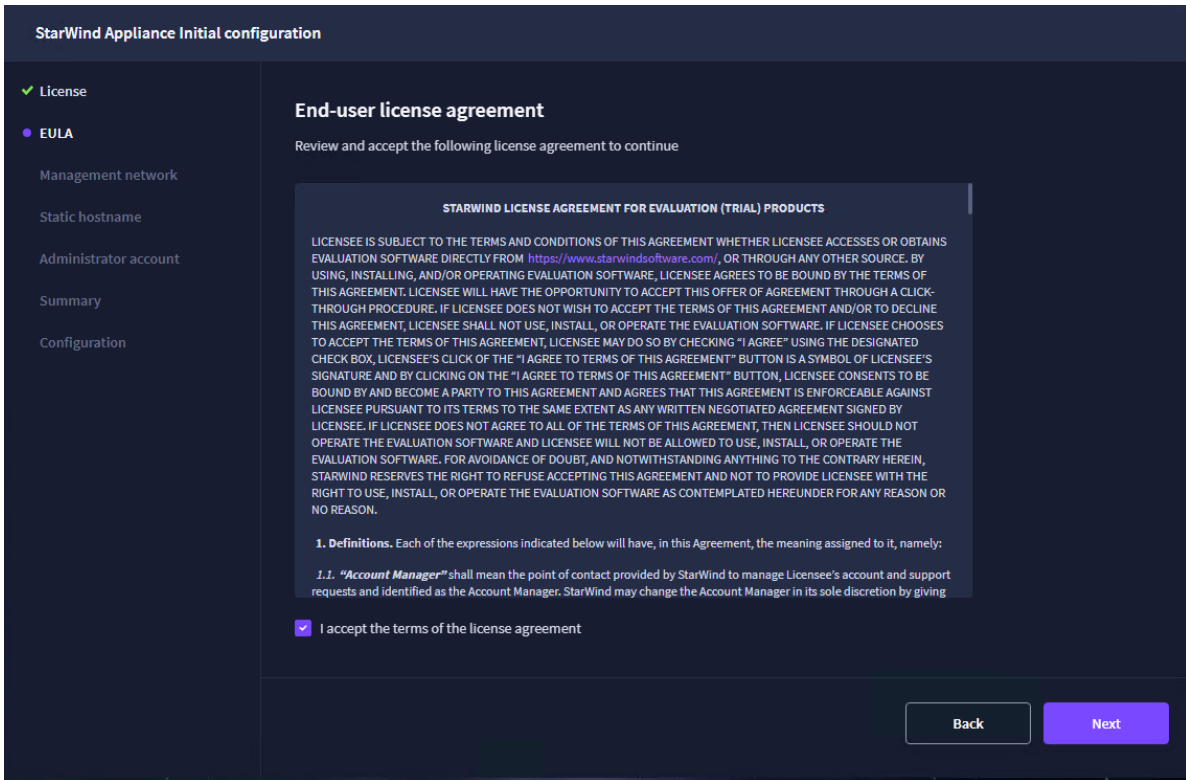 StarWind Appliance Initial configuration
License
EULA
Management network
Static hostname
Administrator account
Summary
Configuration
End-user license agreement
Review and accept the following license agreement to continue
STARWIND LICENSE AGREEMENT FOR EVALUATION (TRIAL) PRODUCTS
LICENSEE IS SUBJECT TO THE TERMS AND CONDITIONS OF THIS AGREEMENT WHETHER LICENSEE ACCESSES OR OBTAINS
EVALUATION SOFTWARE DIRECTLY FROM https://www.starwindsoftware.com/, OR THROUGH ANY OTHER SOURCE. BY
USING, INSTALLING, AND/OR OPERATING EVALUATION SOFTWARE, LICENSEE AGREES TO BE BOUND BY THE TERMS OF
THIS AGREEMENT. LICENSEE WILL HAVE THE OPPORTUNITY TO ACCEPT THIS OFFER OF AGREEMENT THROUGH A CLICK-
THROUGH PROCEDURE. IF LICENSEE DOES NOT WISH TO ACCEPT THE TERMS OF THIS AGREEMENT AND/OR TO DECLINE
THIS AGREEMENT, LICENSEE SHALL NOT USE, INSTALL, OR OPERATE THE EVALUATION SOFTWARE. IF LICENSEE CHOOSES
TO ACCEPT THE TERMS OF THIS AGREEMENT, LICENSEE MAY DO SO BY CHECKING “I AGREE” USING THE DESIGNATED
CHECK BOX, LICENSEE’S CLICK OF THE “I AGREE TO TERMS OF THIS AGREEMENT” BUTTON IS A SYMBOL OF LICENSEE’S
SIGNATURE AND BY CLICKING ON THE “I AGREE TO TERMS OF THIS AGREEMENT” BUTTON, LICENSEE CONSENTS TO BE
BOUND BY AND BECOME A PARTY TO THIS AGREEMENT AND AGREES THAT THIS AGREEMENT IS ENFORCEABLE AGAINST
LICENSEE PURSUANT TO ITS TERMS TO THE SAME EXTENT AS ANY WRITTEN NEGOTIATED AGREEMENT SIGNED BY
LICENSEE. IF LICENSEE DOES NOT AGREE TO ALL OF THE TERMS OF THIS AGREEMENT, THEN LICENSEE SHOULD NOT
OPERATE THE EVALUATION SOFTWARE AND LICENSEE WILL NOT BE ALLOWED TO USE, INSTALL, OR OPERATE THE
EVALUATION SOFTWARE. FOR AVOIDANCE OF DOUBT, AND NOTWITHSTANDING ANYTHING TO THE CONTRARY HEREIN,
STARWIND RESERVES THE RIGHT TO REFUSE ACCEPTING THIS AGREEMENT AND NOT TO PROVIDE LICENSEE WITH THE
RIGHT TO USE, INSTALL, OR OPERATE THE EVALUATION SOFTWARE AS CONTEMPLATED HEREUNDER FOR ANY REASON OR
NO REASON.
1. Definitions. Each of the expressions indicated below will have, in this Agreement, the meaning assigned to it, namely:
1.1. “Account Manager” shall mean the point of contact provided by StarWind to manage Licensee’s account and support
requests and identified as the Account Manager. StarWind may change the Account Manager in its sole discretion by giving
I accept the terms of the license agreement
Back
Next